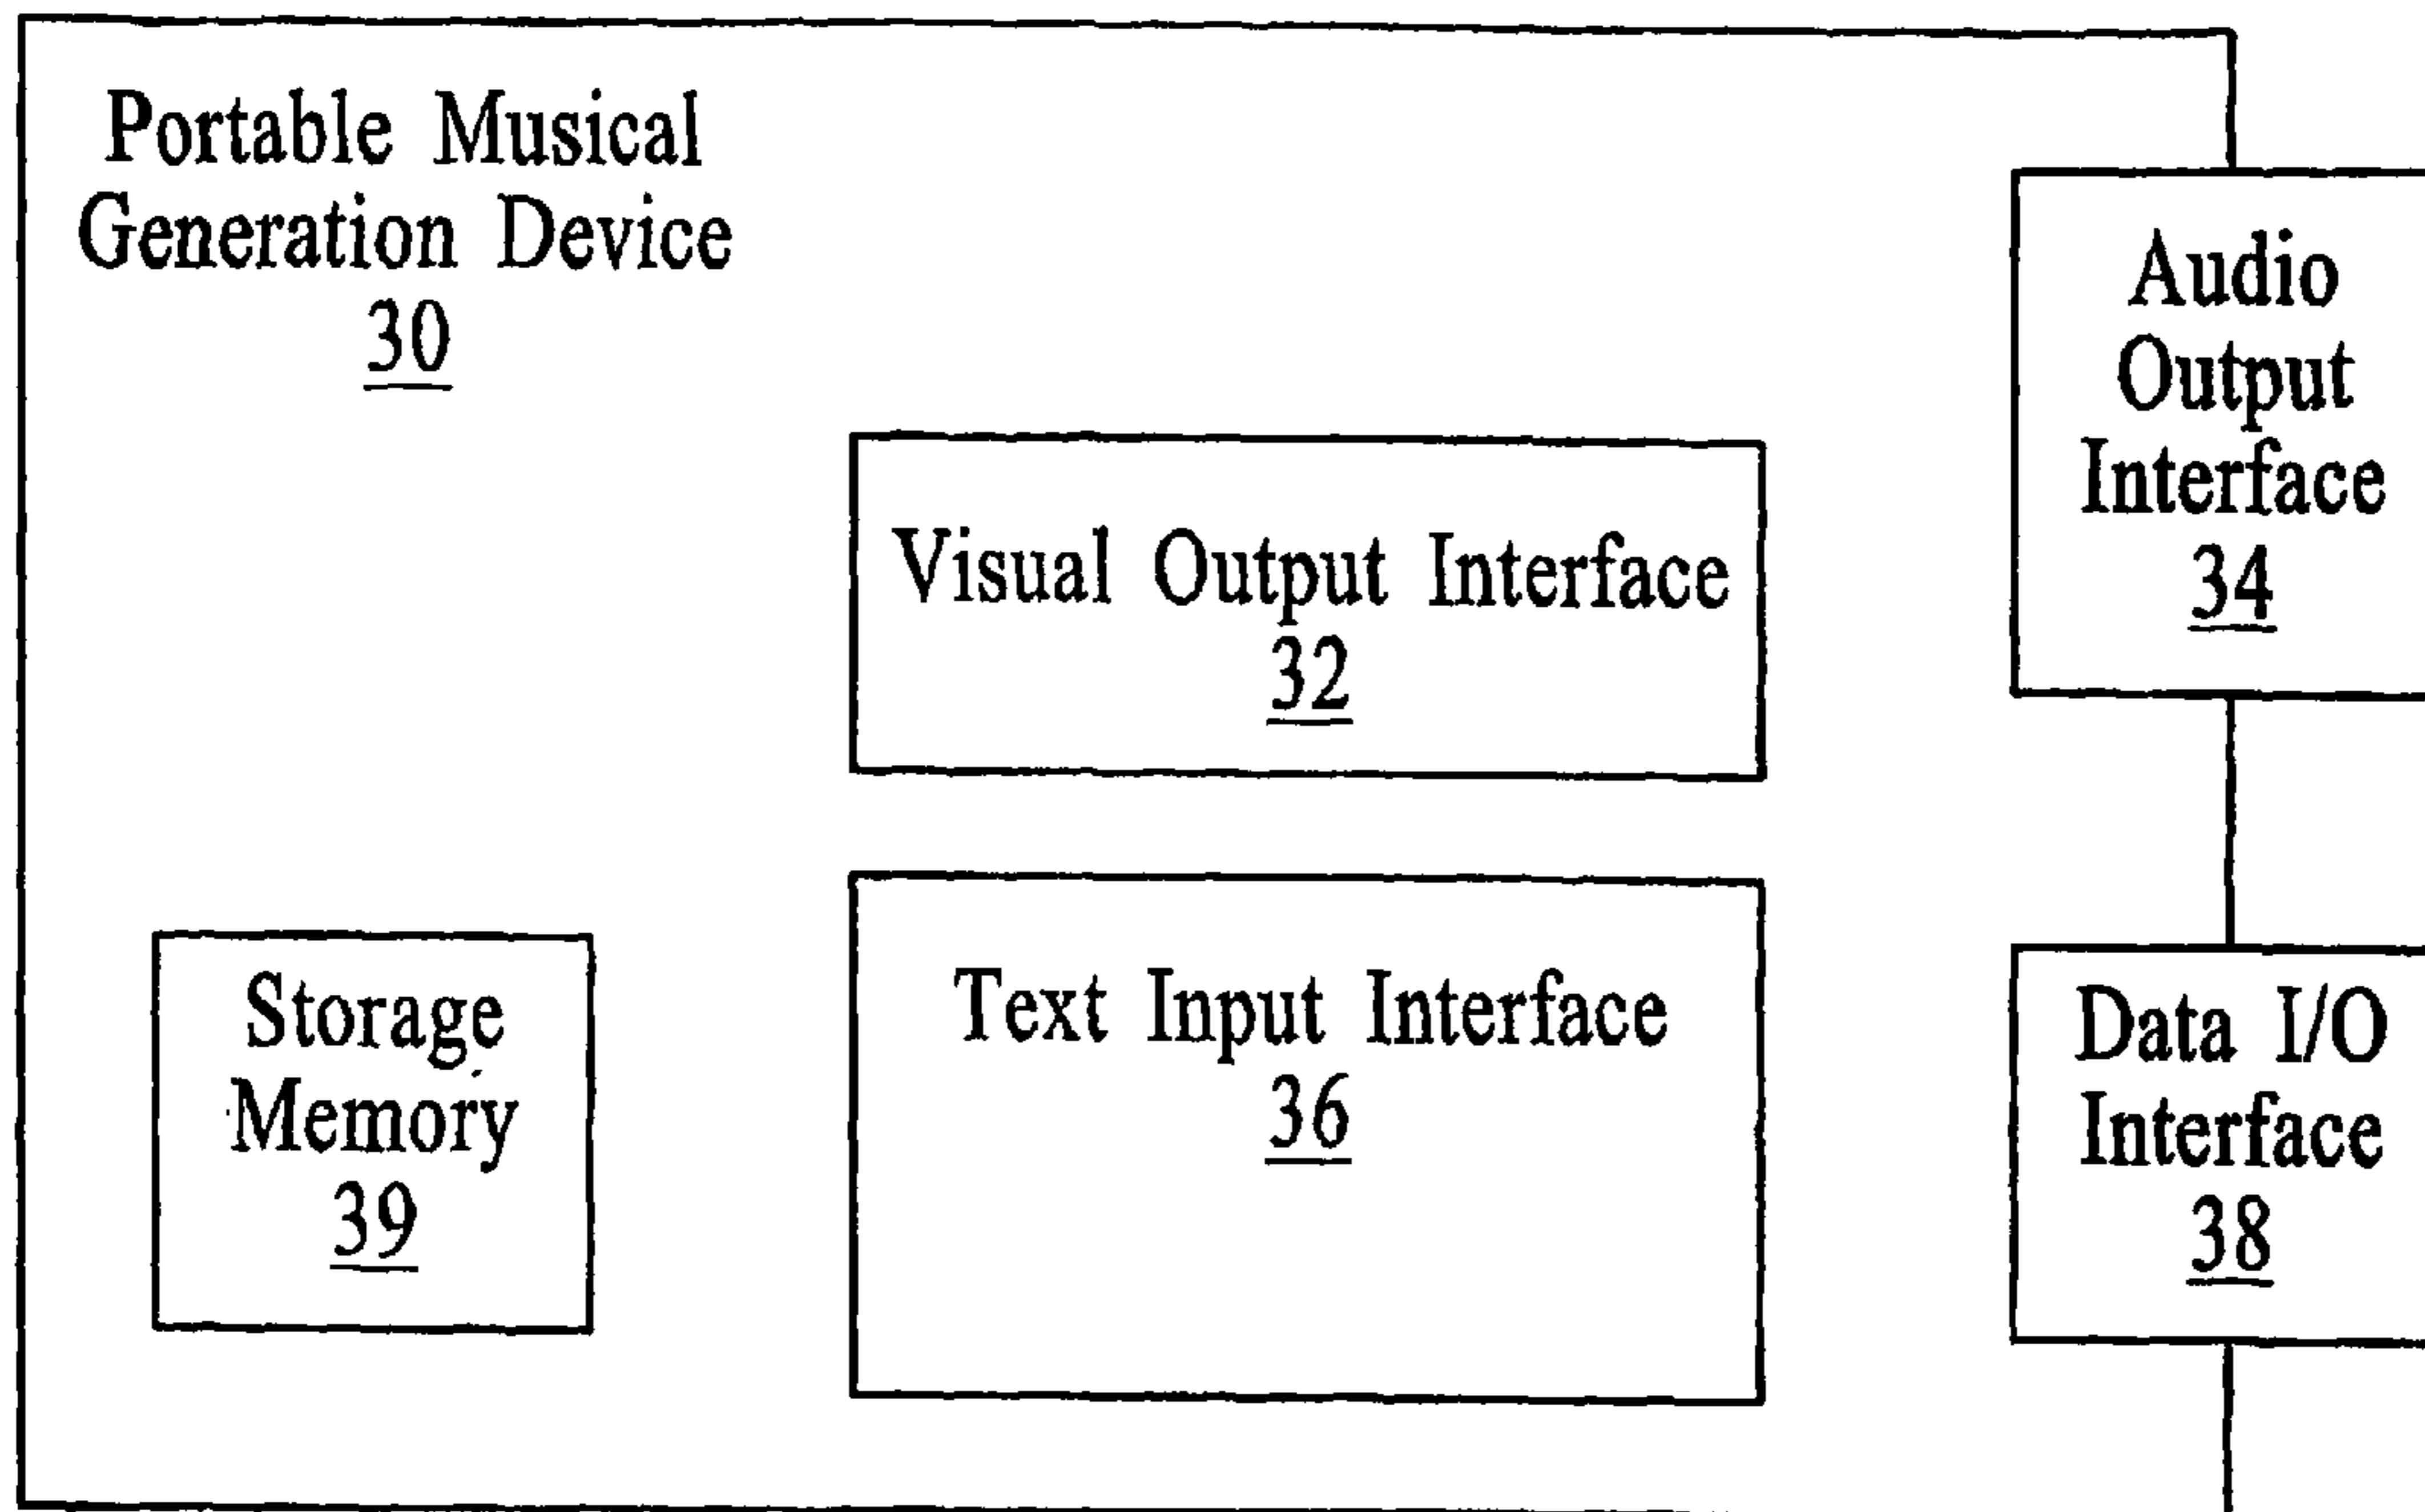 Portable Musical
Generation Device
30
Audio
Output
Interface
34
Visual Output Interface
32
Storage
Memory
39
Text Input Interface
36
Data I/O
Interface
38